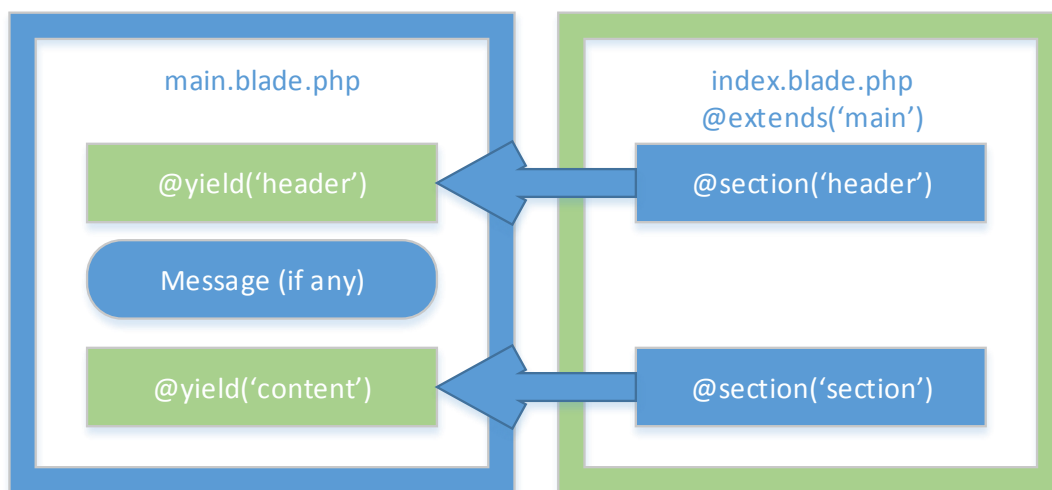 main.blade.php
@yield(‘header’)
Message (if any)
@yield(‘content’)
index.blade.php
@extends(‘main’)
@section(‘header’)
@section(‘section’)